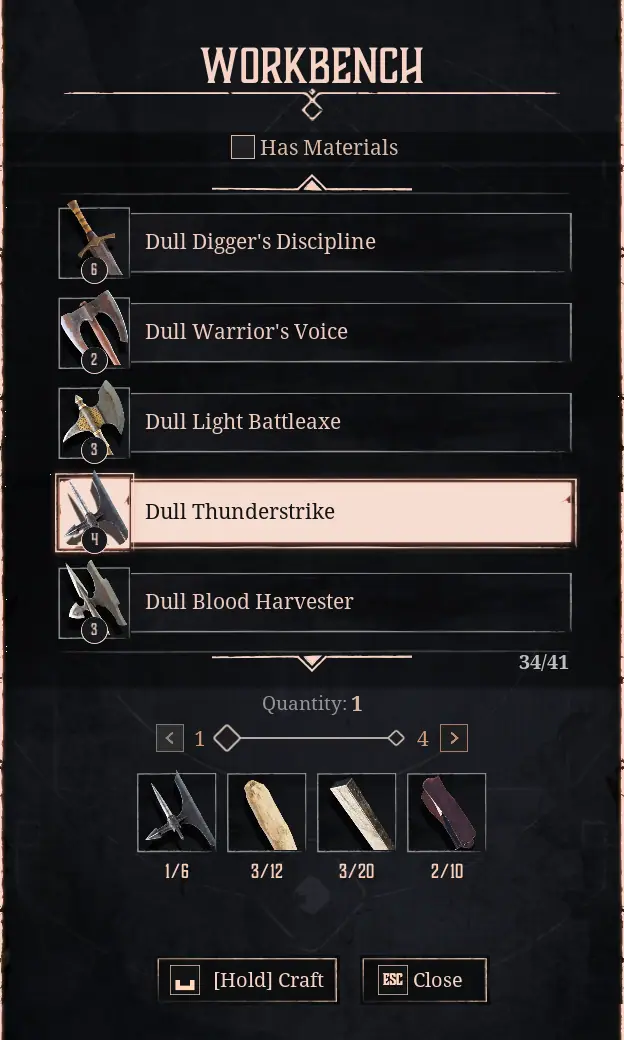 WORKBENCH
Has Materials
Dull Digger's Discipline
6
Dull Warrior's Voice
2
Dull Light Battleaxe
3
Dull Thunderstrike
4
Dull Blood Harvester
3
34/41
Quantity: 1
< 1 4 >
1/6 3/12 3/20 2/10
[Hold] Craft ESC Close